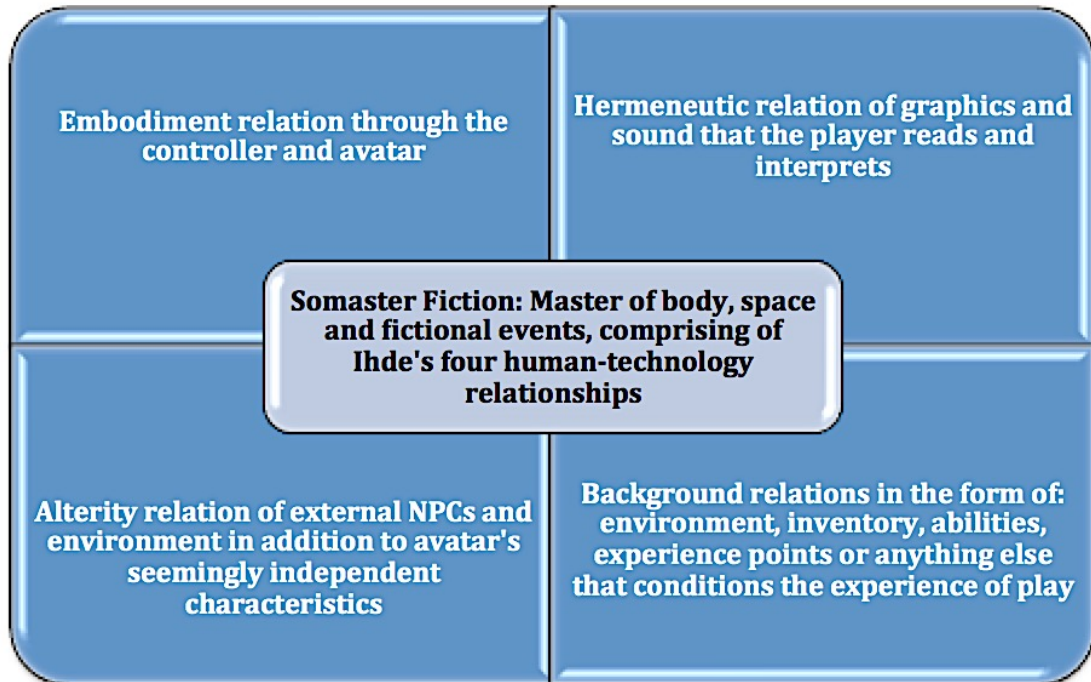 Embodiment relation through the
controller and avatar
Hermeneutic relation of graphics and
sound that the player reads and
interprets
Somaster Fiction: Master of body, space
and fictional events, comprising of
Ihde's four human-technology
relationships
Alterity relation of external NPCs and
environment in addition to avatar's
seemingly independent
characteristics
Background relations in the form of:
environment, inventory, abilities,
experience points or anything else
that conditions the experience of play